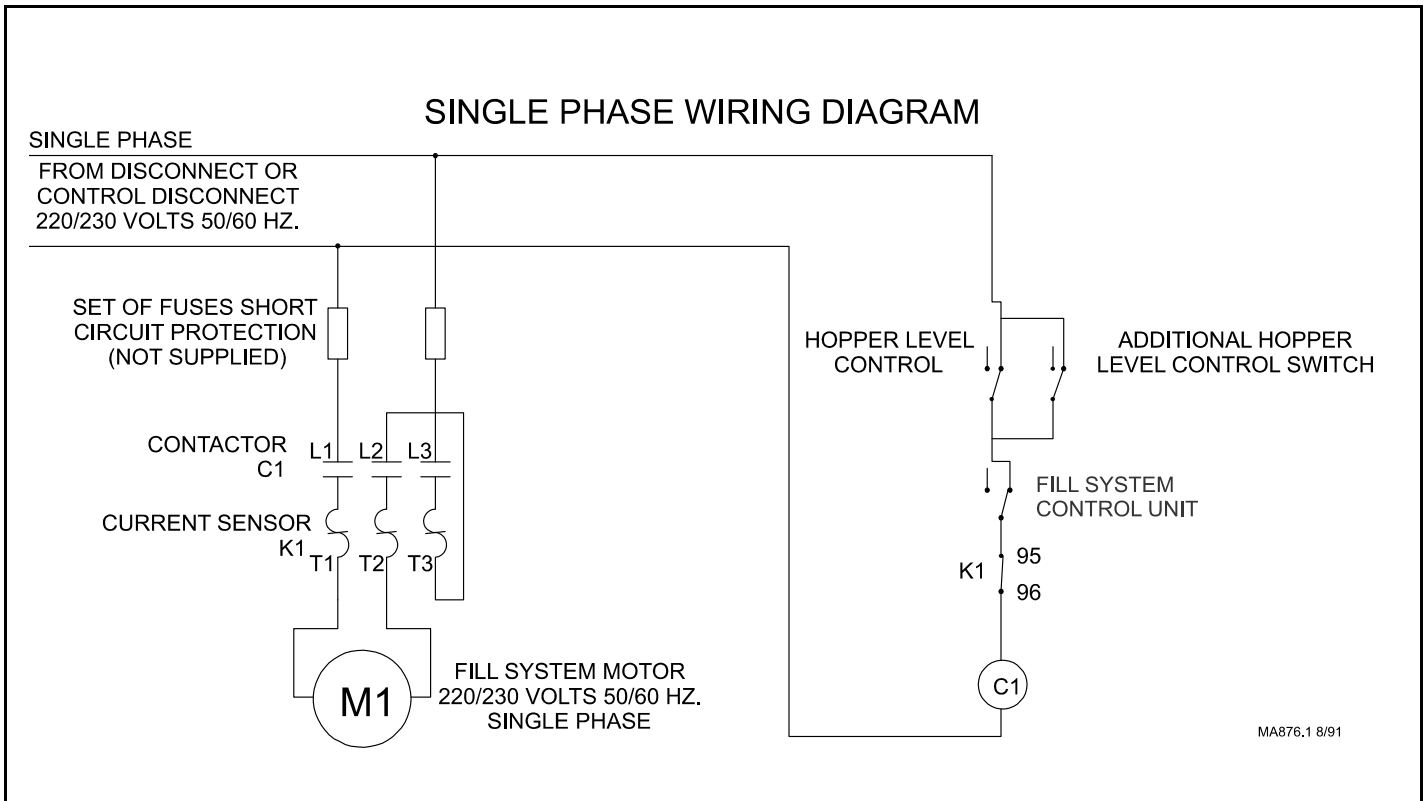 SINGLE PHASE WIRING DIAGRAM
SINGLE PHASE
FROM DISCONNECT OR
CONTROL DISCONNECT
220/230 VOLTS 50/60 HZ.
SET OF FUSES SHORT
CIRCUIT PROTECTION
(NOT SUPPLIED)
HOPPER LEVEL
CONTROL
ADDITIONAL HOPPER
LEVEL CONTROL SWITCH
CONTACTOR
C1
L1
L2
L3
CURRENT SENSOR
K1
T1
T2
T3
FILL SYSTEM
CONTROL UNIT
K1
95
96
M1
FILL SYSTEM MOTOR
220/230 VOLTS 50/60 HZ.
SINGLE PHASE
C1
MA876.1 8/91